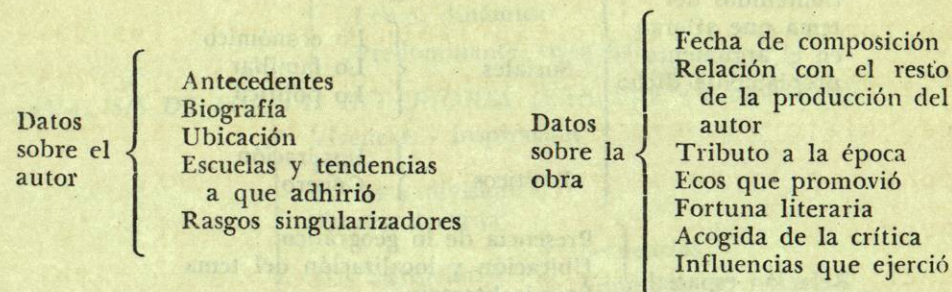 Datos
sobre el
autor
Antecedentes
Biografía
Ubicación
Escuelas y tendencias
a que adhirió
Rasgos singularizadores
Datos
sobre la
obra
Fecha de composición
Relación con el resto
de la producción del
autor
Tributo a la época
Ecos que promovió
Fortuna literaria
Acogida de la crítica
Influencias que ejerció